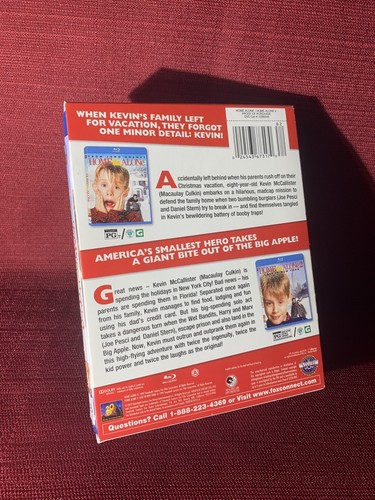 WHEN KEVIN'S FAMILY LEFT
FOR VACATION, THEY FORGOT
ONE MINOR DETAIL: KEVIN!
HOME ALONE
Accidentally left behind when his parents rush off on their
Christmas vacation, eight-year-old Kevin McCallister
(Macaulay Culkin) embarks on a hilarious, madcap mission to
defend the family home when two bumbling burglars (Joe Pesci
and Daniel Stern) try to break in — and find themselves tangled
in Kevin's bewildering battery of booby traps!
PG
AMERICA'S SMALLEST HERO TAKES
A GIANT BITE OUT OF THE BIG APPLE!
Great news – Kevin McCallister (Macaulay Culkin) is
spending the holidays in New York City! Bad news – his
parents are spending them in Florida! Separated once again
from his family, Kevin manages to find food, lodging and fun
using his dad's credit card. But his big-spending solo act
takes a dangerous turn when the Wet Bandits, Harry and Marv
(Joe Pesci and Daniel Stern), escape prison and also land in the
Big Apple. Now, Kevin must outrun and outprank them again in
this high-flying adventure with twice the ingenuity, twice the
kid power and twice the laughs as the original!
HOME ALONE
PG
Blu-ray Disc
www.foxconnect.com
Questions? Call 1-888-223-4369 or Visit